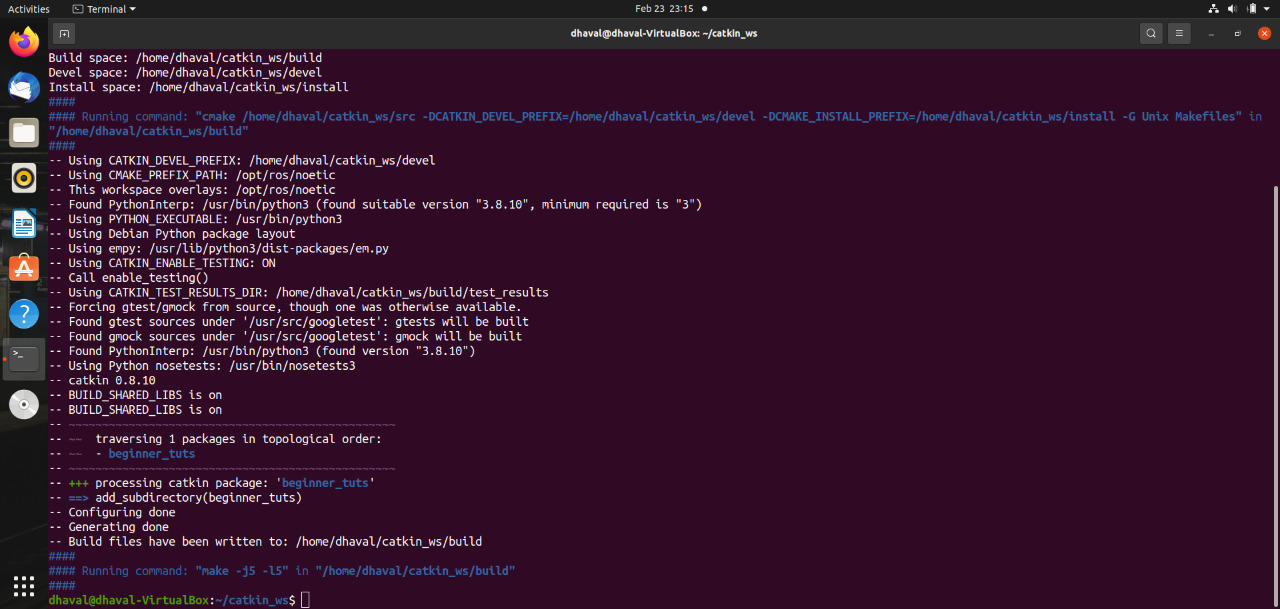 Activities
Terminal
Feb 23 23:15
dhaval@dhaval-VirtualBox: ~/catkin_ws
Build space: /home/dhaval/catkin_ws/build
Devel space: /home/dhaval/catkin_ws/devel
Install space: /home/dhaval/catkin_ws/install
####
#### Running command: "cmake /home/dhaval/catkin_ws/src -DCATKIN_DEVEL_PREFIX=/home/dhaval/catkin_ws/devel -DCMAKE_INSTALL_PREFIX=/home/dhaval/catkin_ws/install -G Unix Makefiles" in
"/home/dhaval/catkin_ws/build"
####
-- Using CATKIN_DEVEL_PREFIX: /home/dhaval/catkin_ws/devel
-- Using CMAKE_PREFIX_PATH: /opt/ros/noetic
-- This workspace overlays: /opt/ros/noetic
-- Found PythonInterp: /usr/bin/python3 (found suitable version "3.8.10", minimum required is "3")
-- Using PYTHON_EXECUTABLE: /usr/bin/python3
-- Using Debian Python package layout
-- Using empy: /usr/lib/python3/dist-packages/em.py
-- Using CATKIN_ENABLE_TESTING: ON
-- Call enable_testing()
-- Using CATKIN_TEST_RESULTS_DIR: /home/dhaval/catkin_ws/build/test_results
-- Forcing gtest/gmock from source, though one was otherwise available.
-- Found gtest sources under '/usr/src/googletest': gtests will be built
-- Found gmock sources under '/usr/src/googletest': gmock will be built
-- Found PythonInterp: /usr/bin/python3 (found version "3.8.10")
-- Using Python nosetests: /usr/bin/nosetests3
-- catkin 0.8.10
-- BUILD_SHARED_LIBS is on
-- BUILD_SHARED_LIBS is on
-- ~~~~~~~~~~~~~~~~~~~~~~~~~~~~~~~~~~~~~~~~~~~~~~~~~
-- ~~  traversing 1 packages in topological order:
-- ~~  - beginner_tuts
-- ~~~~~~~~~~~~~~~~~~~~~~~~~~~~~~~~~~~~~~~~~~~~~~~~~
-- +++ processing catkin package: 'beginner_tuts'
-- ==> add_subdirectory(beginner_tuts)
-- Configuring done
-- Generating done
-- Build files have been written to: /home/dhaval/catkin_ws/build
####
#### Running command: "make -j5 -l5" in "/home/dhaval/catkin_ws/build"
####
dhaval@dhaval-VirtualBox:~/catkin_ws$